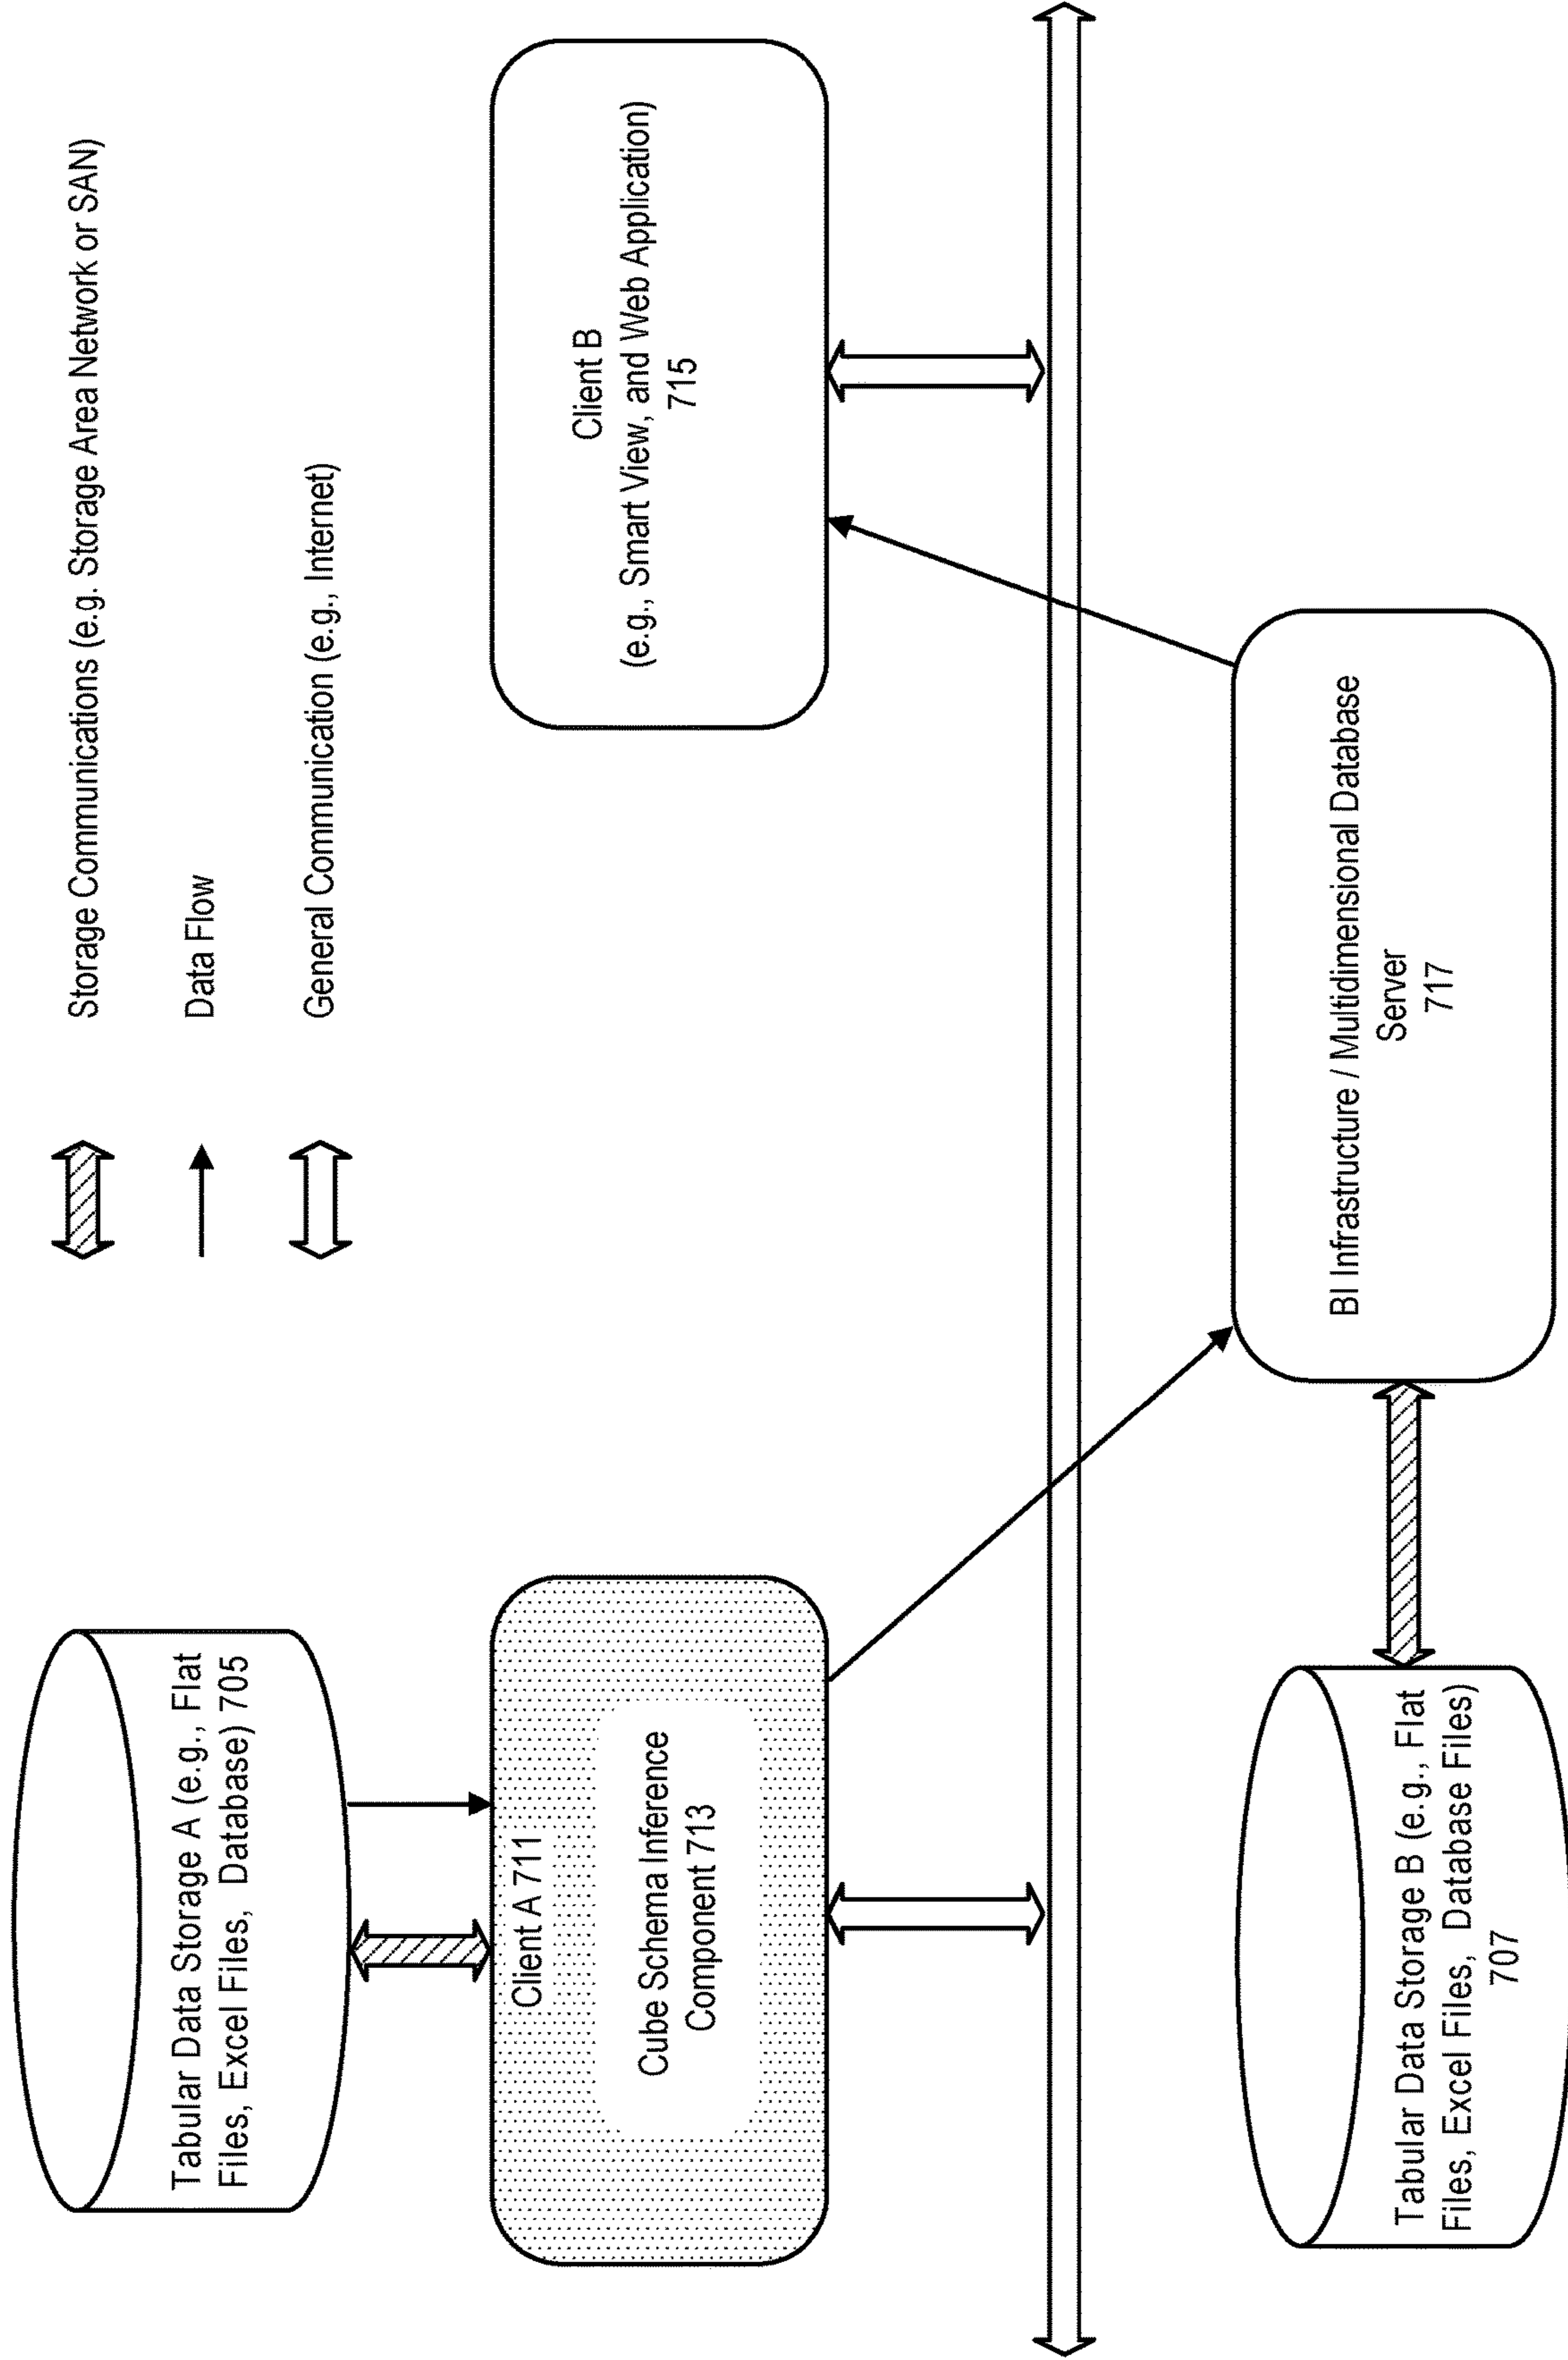 Storage Communications (e.g. Storage Area Network or SAN)
Data Flow
General Communication (e.g., Internet)
Tabular Data Storage A (e.g., Flat
Files, Excel Files, Database) 705
Client A 711
Cube Schema Inference
Component 713
Client B
(e.g., Smart View, and Web Application)
715
Tabular Data Storage B (e.g., Flat
Files, Excel Files, Database Files)
707
BI Infrastructure / Multidimensional Database
Server
717